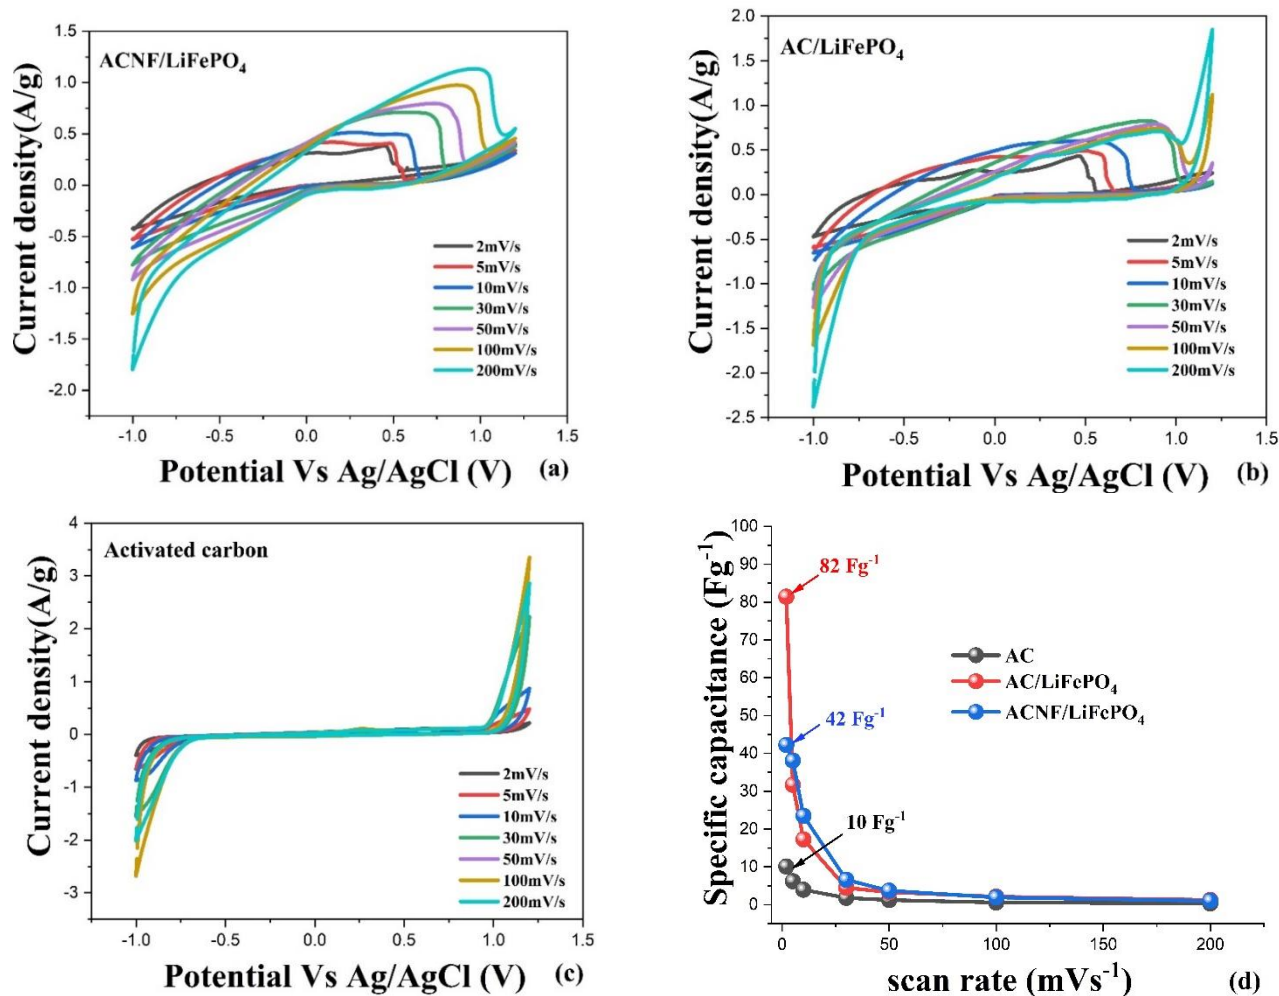 ACNF/LiFePO4
Current density(A/g)
1.5
1.0
0.5
0.0
-0.5
-1.0
-1.5
-2.0
2mV/s
5mV/s
10mV/s
30mV/s
50mV/s
100mV/s
200mV/s
-1.0 -0.5 0.0 0.5 1.0 1.5
Potential Vs Ag/AgCl (V) (a)
AC/LiFePO4
Current density(A/g)
2.0
1.5
1.0
0.5
0.0
-0.5
-1.0
-1.5
-2.0
-2.5
2mV/s
5mV/s
10mV/s
30mV/s
50mV/s
100mV/s
200mV/s
-1.0 -0.5 0.0 0.5 1.0 1.5
Potential Vs Ag/AgCl (V) (b)
Activated carbon
Current density(A/g)
4
3
2
1
0
-1
-2
-3
2mV/s
5mV/s
10mV/s
30mV/s
50mV/s
100mV/s
200mV/s
-1.0 -0.5 0.0 0.5 1.0 1.5
Potential Vs Ag/AgCl (V) (c)
Specific capacitance (Fg-1)
100
90
80
70
60
50
40
30
20
10
0
82 Fg-1
42 Fg-1
10 Fg-1
AC
AC/LiFePO4
ACNF/LiFePO4
0 50 100 150 200
scan rate (mVs-1) (d)